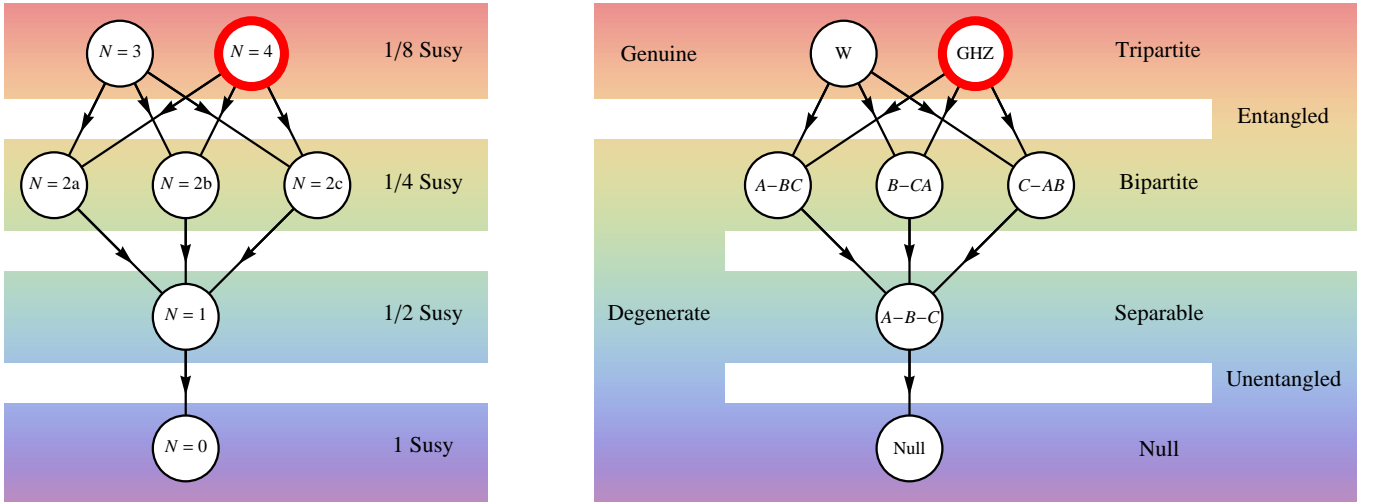 N = 3
N = 4
1/8 Susy
N = 2a
N = 2b
N = 2c
1/4 Susy
N = 1
1/2 Susy
N = 0
1 Susy
Genuine
W
GHZ
Tripartite
Entangled
A–BC
B–CA
C–AB
Bipartite
Degenerate
A–B–C
Separable
Unentangled
Null
Null